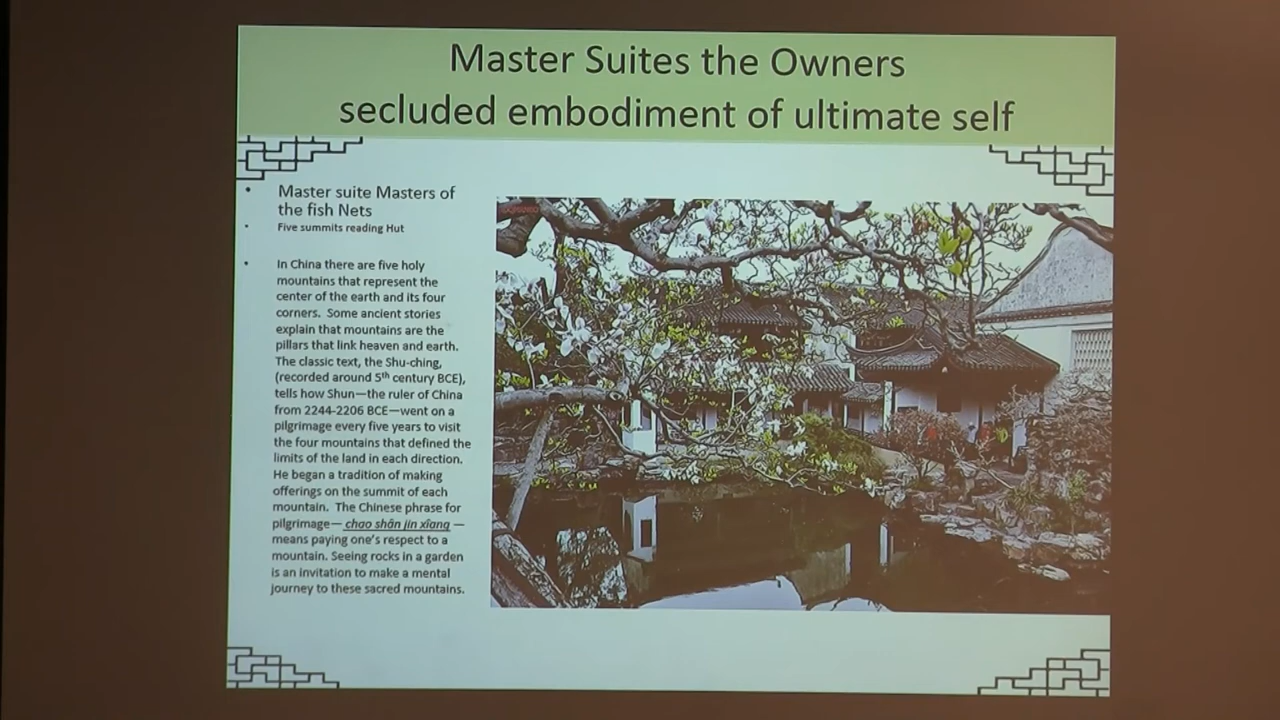 Master Suites the Owners
secluded embodiment of ultimate self
• Master suite Masters of
the fish Nets
• Five summits reading Hut
• In China there are five holy
mountains that represent the
center of the earth and its four
corners. Some ancient stories
explain that mountains are the
pillars that link heaven and earth.
The classic text, the Shu-ching,
(recorded around 5th century BCE),
tells how Shun—the ruler of China
from 2244-2206 BCE—went on a
pilgrimage every five years to visit
the four mountains that defined the
limits of the land in each direction.
He began a tradition of making
offerings on the summit of each
mountain. The Chinese phrase for
pilgrimage— chao shān jin xīang —
means paying one's respect to a
mountain. Seeing rocks in a garden
is an invitation to make a mental
journey to these sacred mountains.